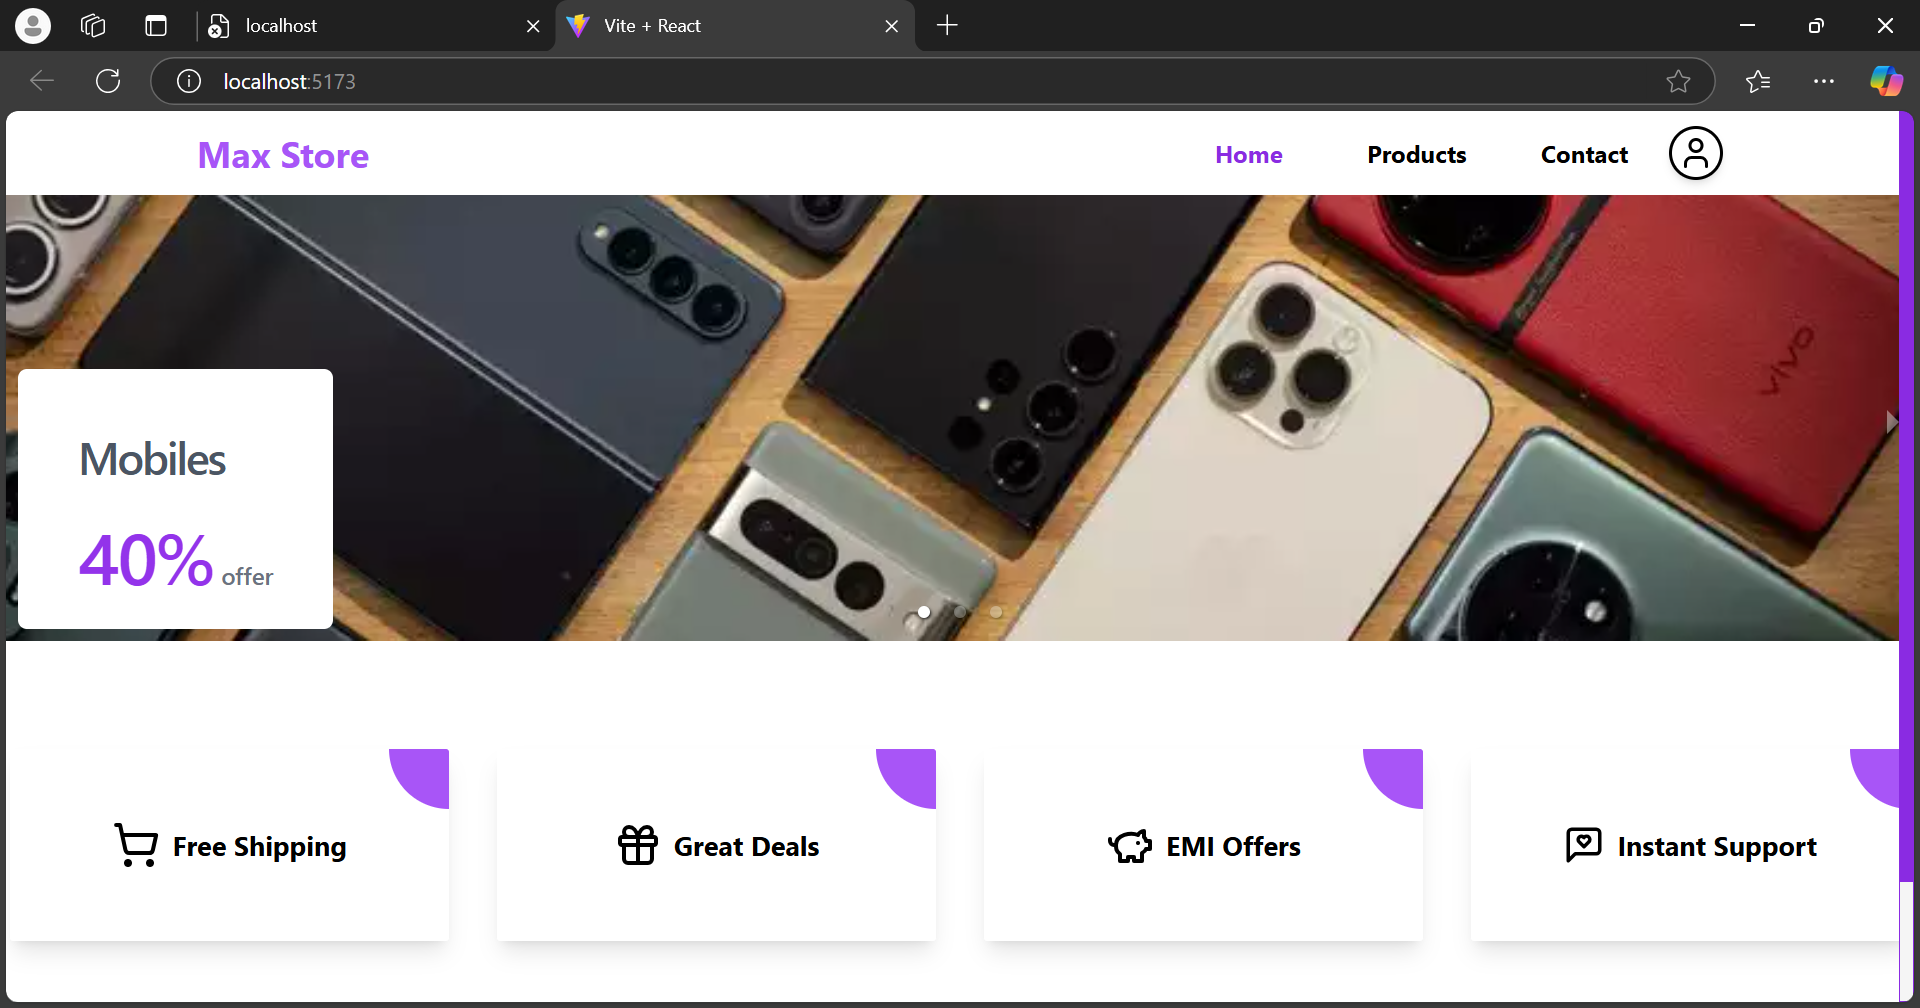 localhost
Vite + React
localhost:5173
Max Store
Home
Products
Contact
vivo
Mobiles
40% offer
Free Shipping
Great Deals
EMI Offers
Instant Support